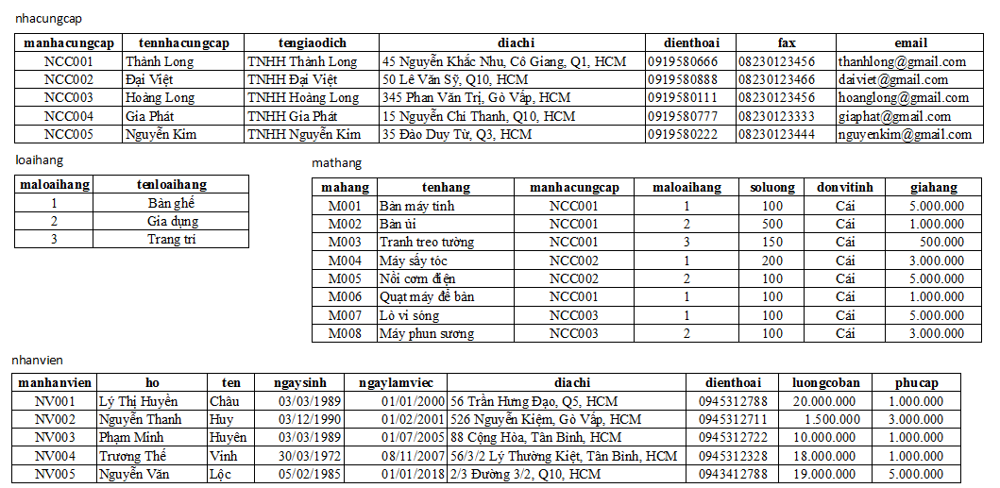 nhacungcap
manhacungcap tennhacungcap tengiaodich diachi dienthoai fax email
NCC001 Thành Long TNHH Thành Long 45 Nguyễn Khắc Nhu, Cô Giang, Q1, HCM 0919580666 08230123456 thanhlong@gmail.com
NCC002 Đại Việt TNHH Đại Việt 50 Lê Văn Sỹ, Q10, HCM 0919580888 08230123466 daiviet@gmail.com
NCC003 Hoàng Long TNHH Hoàng Long 345 Phan Văn Trị, Gò Vấp, HCM 0919580111 08230123456 hoanglong@gmail.com
NCC004 Gia Phát TNHH Gia Phát 15 Nguyễn Chí Thanh, Q10, HCM 0919580777 08230123333 giaphat@gmail.com
NCC005 Nguyễn Kim TNHH Nguyễn Kim 35 Đào Duy Từ, Q3, HCM 0919580222 08230123444 nguyenkim@gmail.com
loaihang
maloaihang tenloaihang
1 Bàn ghế
2 Gia dụng
3 Trang trí
mathang
mahang tenhang manhacungcap maloaihang soluong donvitinh giahang
M001 Bàn máy tính NCC001 1 100 Cái 5.000.000
M002 Bàn ủi NCC001 2 500 Cái 1.000.000
M003 Tranh treo tường NCC001 3 150 Cái 500.000
M004 Máy sấy tóc NCC002 1 200 Cái 3.000.000
M005 Nồi cơm điện NCC002 2 100 Cái 5.000.000
M006 Quạt máy để bàn NCC001 1 100 Cái 1.000.000
M007 Lò vi sóng NCC003 1 100 Cái 5.000.000
M008 Máy phun sương NCC003 2 100 Cái 3.000.000
nhanvien
manhanvien ho ten ngaysinh ngaylamviec diachi dienthoai luongcoban phucap
NV001 Lý Thị Huyền Châu 03/03/1989 01/01/2000 56 Trần Hưng Đạo, Q5, HCM 0945312788 20.000.000 1.000.000
NV002 Nguyễn Thanh Huy 03/12/1990 01/02/2001 526 Nguyễn Kiệm, Gò Vấp, HCM 0945312711 1.500.000 3.000.000
NV003 Phạm Minh Huyên 03/03/1989 01/07/2005 88 Cộng Hòa, Tân Bình, HCM 0945312722 10.000.000 1.000.000
NV004 Trương Thế Vinh 30/03/1972 08/11/2007 56/3/2 Lý Thường Kiệt, Tân Bình, HCM 0945312328 18.000.000 1.000.000
NV005 Nguyễn Văn Lộc 05/02/1985 01/01/2018 2/3 Đường 3/2, Q10, HCM 0943412788 19.000.000 5.000.000